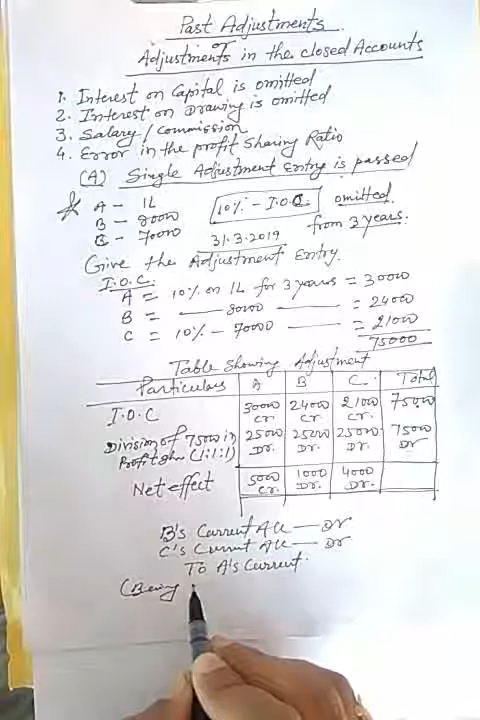 Past Adjustments
or
Adjustments in the closed Accounts
1. Interest on Capital is omitted
2. Interest on Drawing is omitted
3. Salary / Commission
4. Error in the profit Sharing Ratio
(A) Single Adjustment Entry is passed
A - 1L 10% - I.O.C. omitted
B - 80000 from 3 years.
C - 70000 31.3.2019
Give the Adjustment Entry.
I.O.C.
A = 10% on 1L for 3 years = 30000
B = — 80000 — = 24000
C = 10% - 70000 — = 21000
75000
Table Showing Adjustment
Particulars A B C. Total
I.O.C 30000 Cr. 24000 Cr. 21000 Cr. 75000
Division of 75000 in Profit Shr (1:1:1) 25000 Dr. 25000 Dr. 25000 Dr. 75000 Dr
Net effect 5000 Cr. 1000 Dr. 4000 Dr.
B's Current A/c — Dr
C's Current A/c — Dr
To A's Current.
(Being